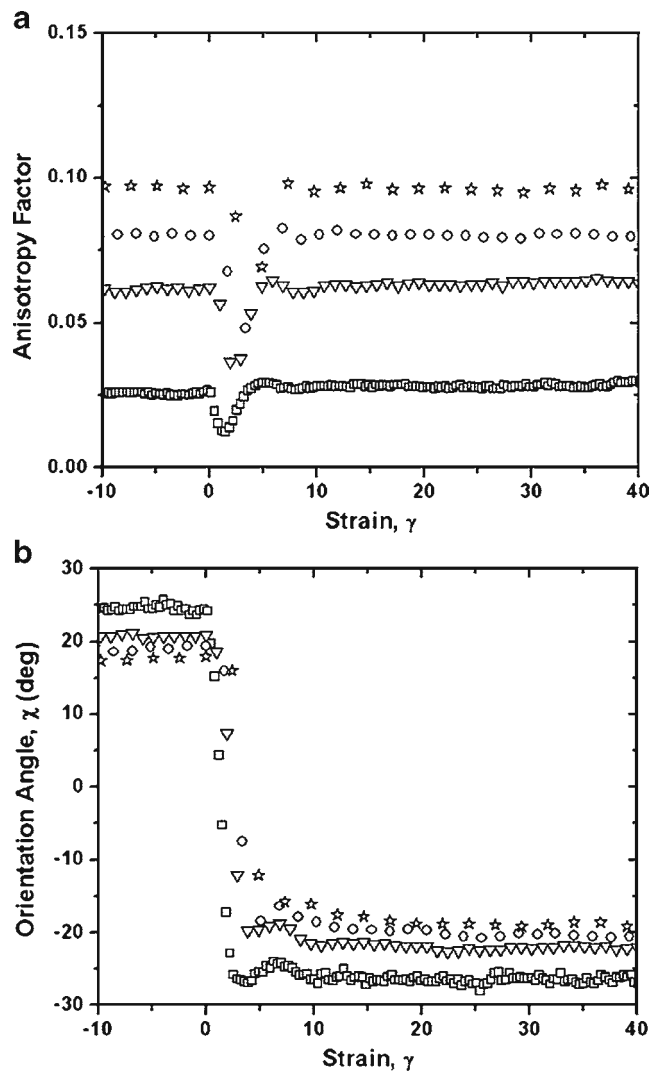 a
0.15
0.10
0.05
0.00
Anisotropy Factor
-10 0 10 20 30 40
Strain, γ
b
30
20
10
0
-10
-20
-30
Orientation Angle, χ (deg)
-10 0 10 20 30 40
Strain, γ